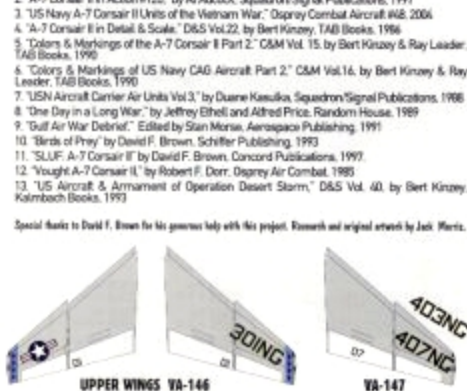 3. "US Navy A-7 Corsair II Units of the Vietnam War," Osprey Combat Aircraft #48, 2004
4. "A-7 Corsair II in Detail & Scale," D&S Vol.22, by Bert Kinzey, TAB Books, 1986
5. "Colors & Markings of the A-7 Corsair II Part 2," C&M Vol. 15, by Bert Kinzey & Ray Leader,
TAB Books, 1990
6. "Colors & Markings of US Navy CAG Aircraft Part 2," C&M Vol.16, by Bert Kinzey & Ray
Leader, TAB Books, 1990
7. "USN Aircraft Carrier Air Units Vol 3," by Duane Kasulka, Squadron/Signal Publications, 1988
8. "One Day in a Long War," by Jeffrey Ethell and Alfred Price, Random House, 1989
9. "Gulf Air War Debrief," Edited by Stan Morse, Aerospace Publishing, 1991
10. "Birds of Prey" by David F. Brown, Schiffer Publishing, 1993
11. "SLUF: A-7 Corsair II" by David F. Brown, Concord Publications, 1997.
12. "Vought A-7 Corsair II," by Robert F. Dorr, Osprey Air Combat, 1985
13. "US Aircraft & Armament of Operation Desert Storm," D&S Vol. 40, by Bert Kinzey,
Kalmbach Books, 1993
Special thanks to David F. Brown for his generous help with this project. Research and original artwork by Jack Morris.
403NG
301NG
407NG
07
UPPER WINGS VA-146
VA-147